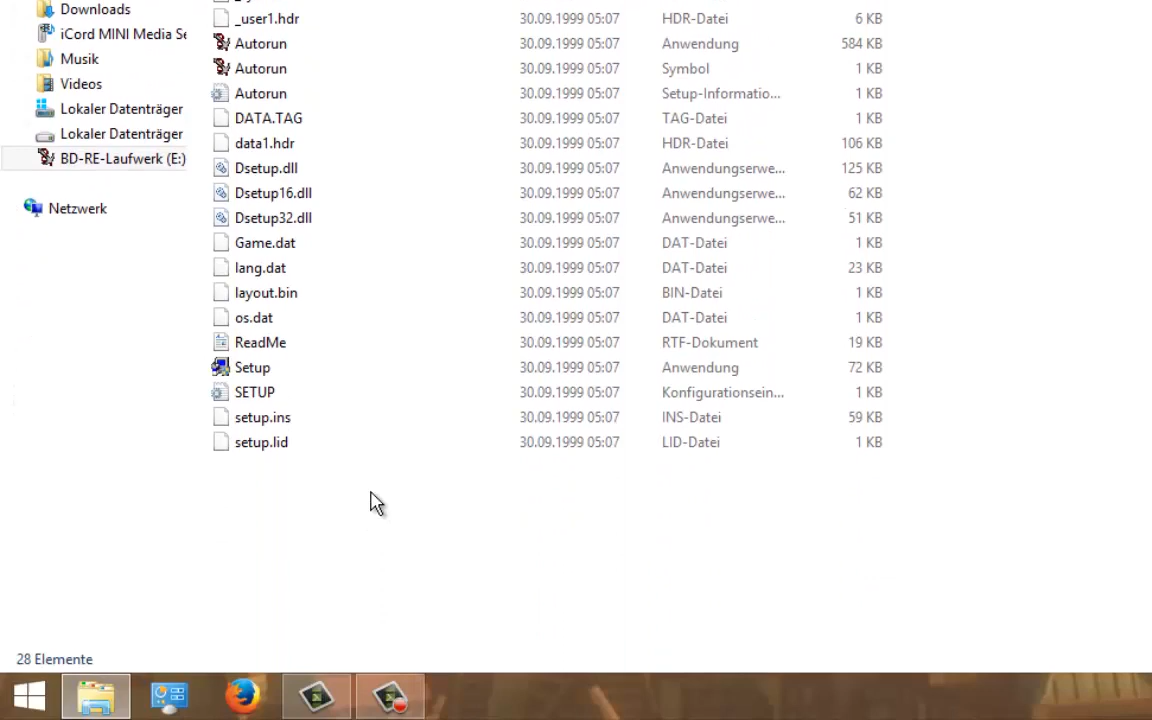 Downloads
iCord MINI Media Se
Musik
Videos
Lokaler Datenträger
Lokaler Datenträger
BD-RE-Laufwerk (E:)
Netzwerk
_user1.hdr 30.09.1999 05:07 HDR-Datei 6 KB
Autorun 30.09.1999 05:07 Anwendung 584 KB
Autorun 30.09.1999 05:07 Symbol 1 KB
Autorun 30.09.1999 05:07 Setup-Informatio... 1 KB
DATA.TAG 30.09.1999 05:07 TAG-Datei 1 KB
data1.hdr 30.09.1999 05:07 HDR-Datei 106 KB
Dsetup.dll 30.09.1999 05:07 Anwendungserwe... 125 KB
Dsetup16.dll 30.09.1999 05:07 Anwendungserwe... 62 KB
Dsetup32.dll 30.09.1999 05:07 Anwendungserwe... 51 KB
Game.dat 30.09.1999 05:07 DAT-Datei 1 KB
lang.dat 30.09.1999 05:07 DAT-Datei 23 KB
layout.bin 30.09.1999 05:07 BIN-Datei 1 KB
os.dat 30.09.1999 05:07 DAT-Datei 1 KB
ReadMe 30.09.1999 05:07 RTF-Dokument 19 KB
Setup 30.09.1999 05:07 Anwendung 72 KB
SETUP 30.09.1999 05:07 Konfigurationsein... 1 KB
setup.ins 30.09.1999 05:07 INS-Datei 59 KB
setup.lid 30.09.1999 05:07 LID-Datei 1 KB
28 Elemente